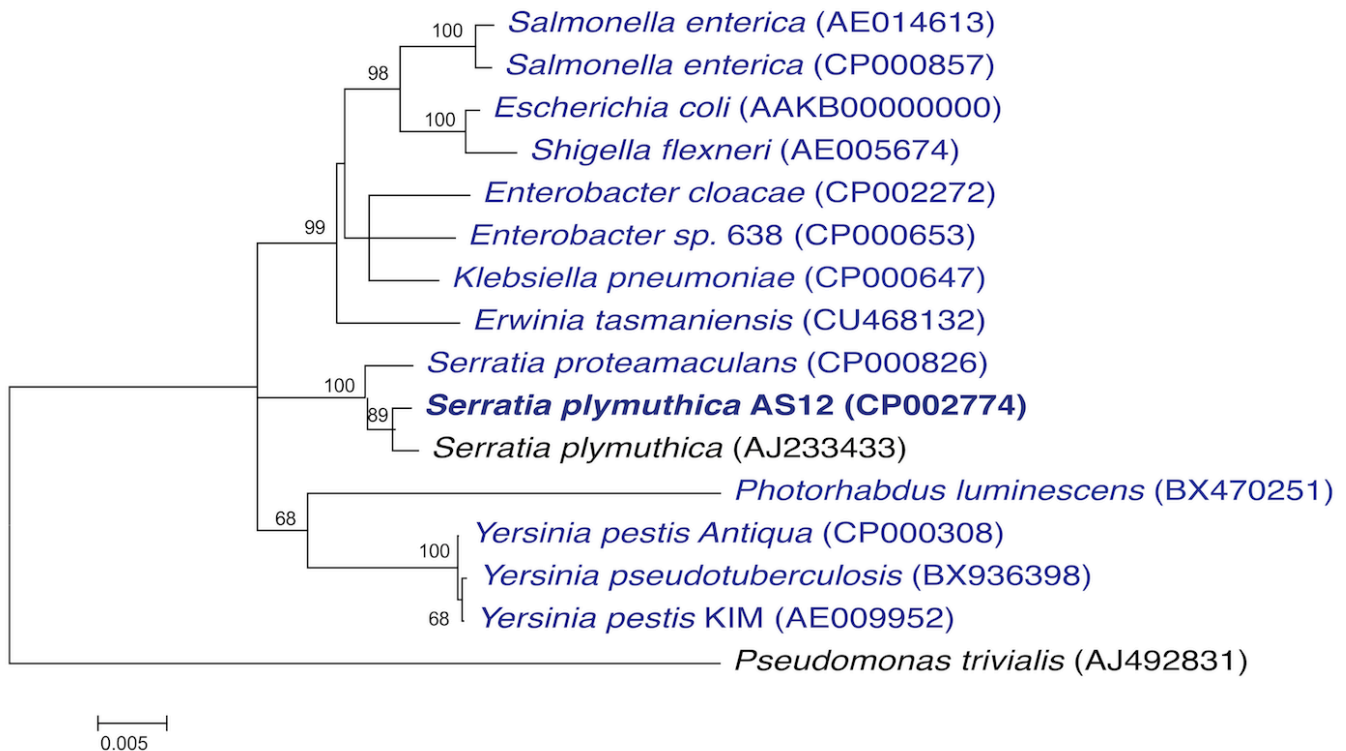 Salmonella enterica (AE014613)
100
Salmonella enterica (CP000857)
98
Escherichia coli (AAKB00000000)
100
Shigella flexneri (AE005674)
Enterobacter cloacae (CP002272)
99
Enterobacter sp. 638 (CP000653)
Klebsiella pneumoniae (CP000647)
Erwinia tasmaniensis (CU468132)
Serratia proteamaculans (CP000826)
100
Serratia plymuthica AS12 (CP002774)
89
Serratia plymuthica (AJ233433)
Photorhabdus luminescens (BX470251)
68
Yersinia pestis Antiqua (CP000308)
100
Yersinia pseudotuberculosis (BX936398)
68
Yersinia pestis KIM (AE009952)
Pseudomonas trivialis (AJ492831)
0.005